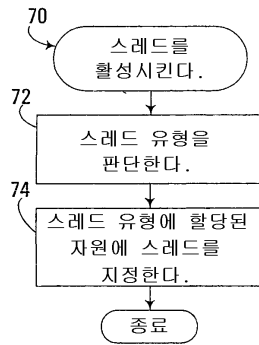 70
스레드를
활성시킨다.
72
스레드 유형을
판단한다.
74
스레드 유형에 할당된
자원에 스레드를
지정한다.
종료